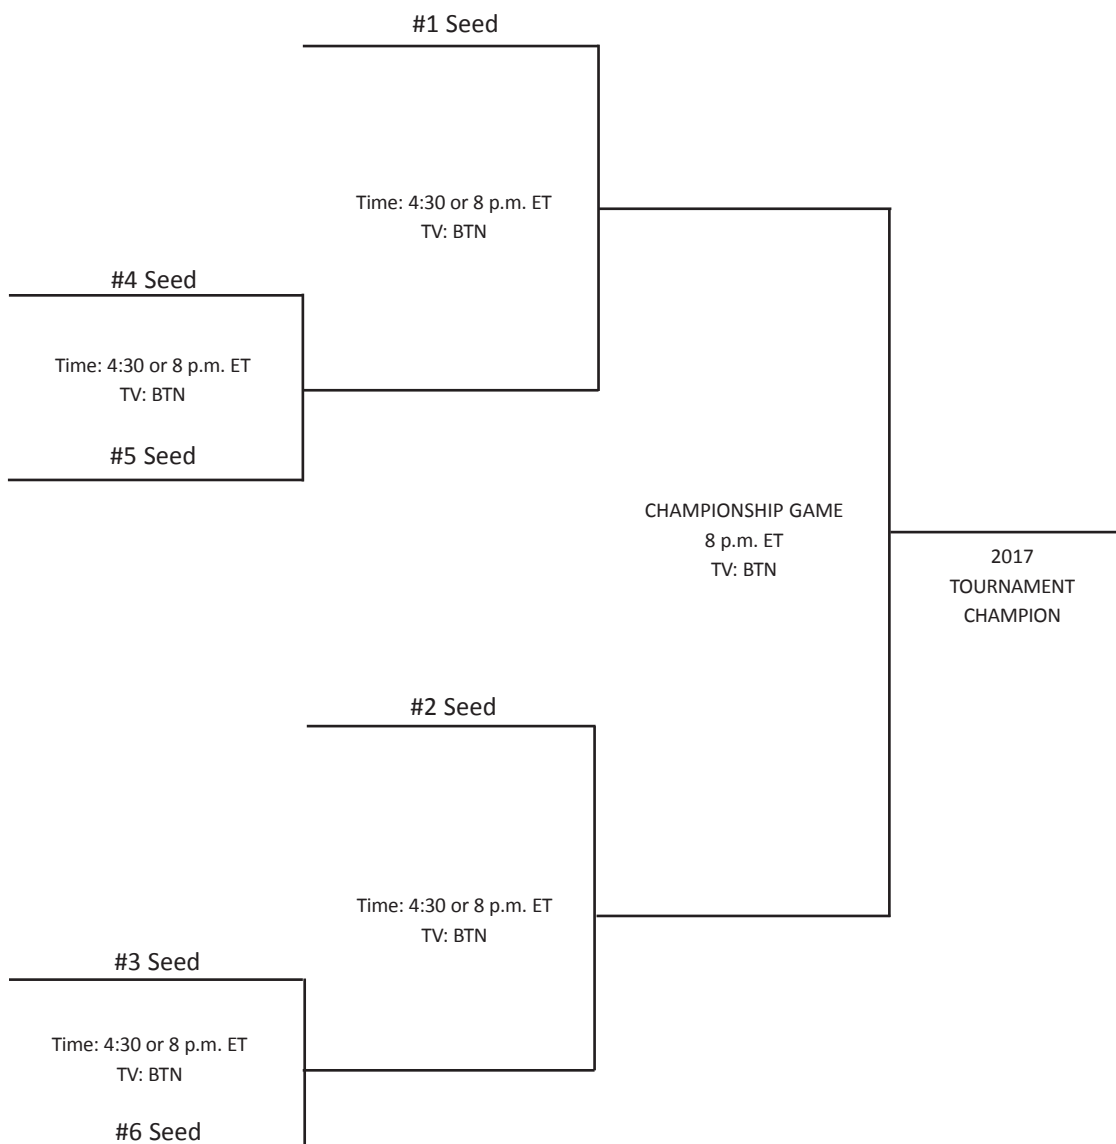 #1 Seed
Time: 4:30 or 8 p.m. ET
TV: BTN
#4 Seed
Time: 4:30 or 8 p.m. ET
TV: BTN
#5 Seed
CHAMPIONSHIP GAME
8 p.m. ET
TV: BTN
2017
TOURNAMENT
CHAMPION
#2 Seed
Time: 4:30 or 8 p.m. ET
TV: BTN
#3 Seed
Time: 4:30 or 8 p.m. ET
TV: BTN
#6 Seed